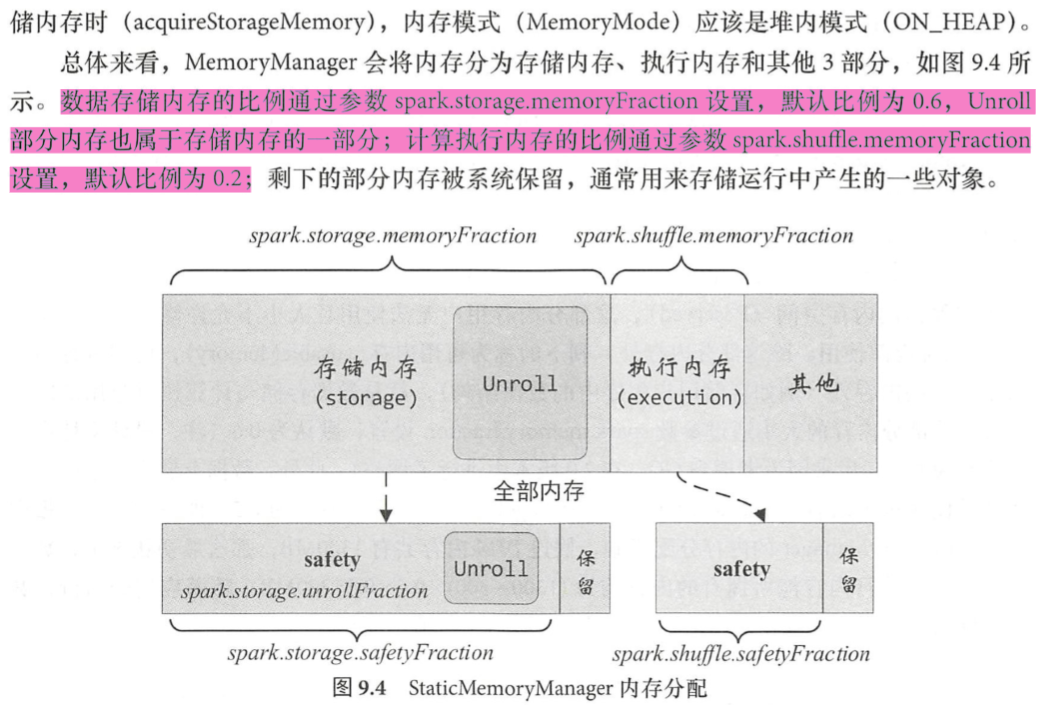 储内存时（acquireStorageMemory），内存模式（MemoryMode）应该是堆内模式（ON_HEAP）。
总体来看，MemoryManager 会将内存分为存储内存、执行内存和其他 3 部分，如图 9.4 所
示。数据存储内存的比例通过参数 spark.storage.memoryFraction 设置，默认比例为 0.6，Unroll
部分内存也属于存储内存的一部分；计算执行内存的比例通过参数 spark.shuffle.memoryFraction
设置，默认比例为 0.2；剩下的部分内存被系统保留，通常用来存储运行中产生的一些对象。
spark.storage.memoryFraction spark.shuffle.memoryFraction
存储内存
(storage)
Unroll
执行内存
(execution)
其他
全部内存
safety
spark.storage.unrollFraction
Unroll
保
留
safety
保
留
spark.storage.safetyFraction spark.shuffle.safetyFraction
图 9.4 StaticMemoryManager 内存分配